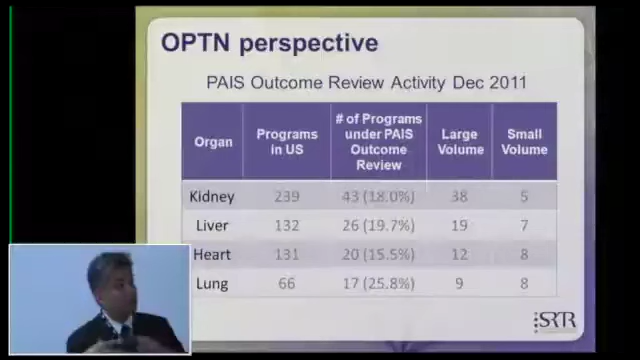 OPTN perspective
PAIS Outcome Review Activity Dec 2011
Organ | Programs in US | # of Programs under PAIS Outcome Review | Large Volume | Small Volume
Kidney | 239 | 43 (18.0%) | 38 | 5
Liver | 132 | 26 (19.7%) | 19 | 7
Heart | 131 | 20 (15.5%) | 12 | 8
Lung | 66 | 17 (25.8%) | 9 | 8
SRTR